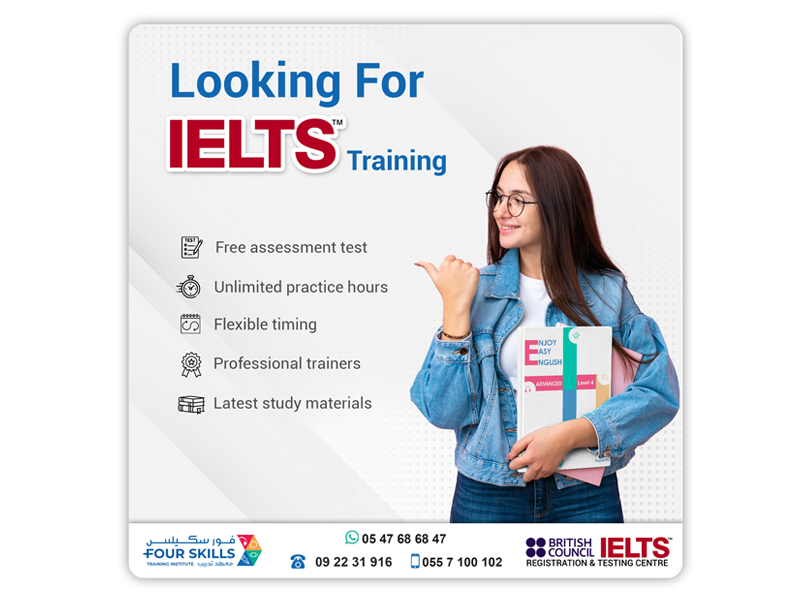 Looking For
IELTS™
Training
TEST
Free assessment test
Unlimited practice hours
Flexible timing
Professional trainers
Latest study materials
ENJOY
EASY
ENGLISH
ADVANCED Level 4
فور سكيلس
FOUR SKILLS
TRAINING INSTITUTE معهد تدريب
05 47 68 68 47
09 22 31 916 055 7 100 102
BRITISH
COUNCIL
IELTS™
REGISTRATION & TESTING CENTRE